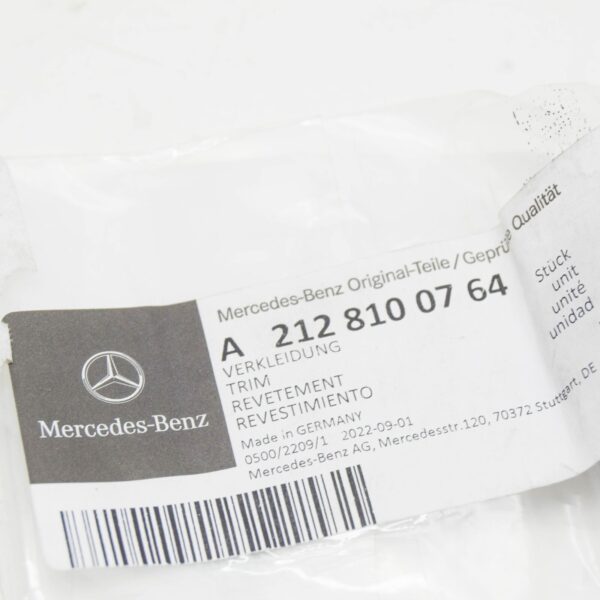 Mercedes-Benz Original-Teile / Geprüfte Qualität
A 212 810 07 64
VERKLEIDUNG
TRIM
REVETEMENT
REVESTIMIENTO
Made in GERMANY
0500/2209/1 2022-09-01
Mercedes-Benz AG, Mercedesstr.120, 70372 Stuttgart, DE
Stück
unit
unité
unidad
Mercedes-Benz